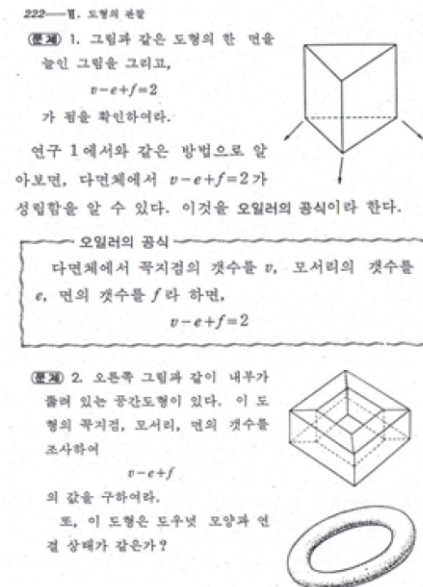 222—Ⅶ. 도형의 관찰
(문제) 1. 그림과 같은 도형의 한 면을
늘인 그림을 그리고,
v−e+f=2
가 됨을 확인하여라.
연구 1에서와 같은 방법으로 알
아보면, 다면체에서 v−e+f=2가
성립함을 알 수 있다. 이것을 오일러의 공식이라 한다.
오일러의 공식
다면체에서 꼭지점의 갯수를 v, 모서리의 갯수를
e, 면의 갯수를 f라 하면,
v−e+f=2
(문제) 2. 오른쪽 그림과 같이 내부가
뚫려 있는 공간도형이 있다. 이 도
형의 꼭지점, 모서리, 면의 갯수를
조사하여
v−e+f
의 값을 구하여라.
또, 이 도형은 도우넛 모양과 연
결 상태가 같은가?